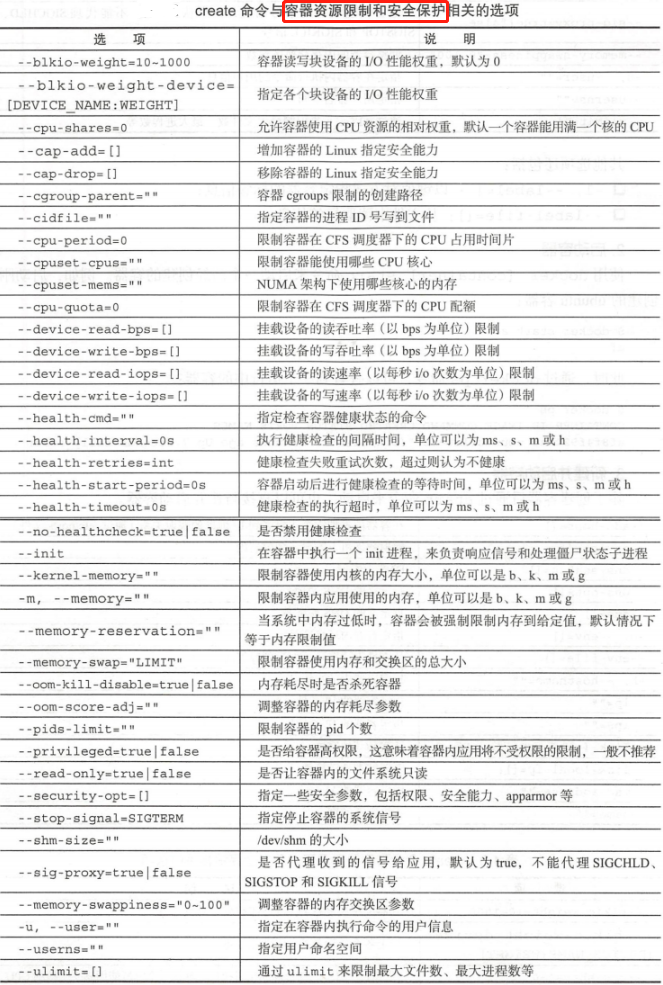 create 命令与容器资源限制和安全保护相关的选项
选 项 说 明
--blkio-weight=10~1000 容器读写块设备的 I/O 性能权重，默认为 0
--blkio-weight-device=
[DEVICE_NAME:WEIGHT] 指定各个块设备的 I/O 性能权重
--cpu-shares=0 允许容器使用 CPU 资源的相对权重，默认一个容器能用满一个核的 CPU
--cap-add=[] 增加容器的 Linux 指定安全能力
--cap-drop=[] 移除容器的 Linux 指定安全能力
--cgroup-parent="" 容器 cgroups 限制的创建路径
--cidfile="" 指定容器的进程 ID 号写到文件
--cpu-period=0 限制容器在 CFS 调度器下的 CPU 占用时间片
--cpuset-cpus="" 限制容器能使用哪些 CPU 核心
--cpuset-mems="" NUMA 架构下使用哪些核心的内存
--cpu-quota=0 限制容器在 CFS 调度器下的 CPU 配额
--device-read-bps=[] 挂载设备的读吞吐率（以 bps 为单位）限制
--device-write-bps=[] 挂载设备的写吞吐率（以 bps 为单位）限制
--device-read-iops=[] 挂载设备的读速率（以每秒 i/o 次数为单位）限制
--device-write-iops=[] 挂载设备的写速率（以每秒 i/o 次数为单位）限制
--health-cmd="" 指定检查容器健康状态的命令
--health-interval=0s 执行健康检查的间隔时间，单位可以为 ms、s、m 或 h
--health-retries=int 健康检查失败重试次数，超过则认为不健康
--health-start-period=0s 容器启动后进行健康检查的等待时间，单位可以为 ms、s、m 或 h
--health-timeout=0s 健康检查的执行超时，单位可以为 ms、s、m 或 h
--no-healthcheck=true|false 是否禁用健康检查
--init 在容器中执行一个 init 进程，来负责响应信号和处理僵尸状态子进程
--kernel-memory="" 限制容器使用内核的内存大小，单位可以是 b、k、m 或 g
-m, --memory="" 限制容器内应用使用的内存，单位可以是 b、k、m 或 g
--memory-reservation="" 当系统中内存过低时，容器会被强制限制内存到给定值，默认情况下
等于内存限制值
--memory-swap="LIMIT" 限制容器使用内存和交换区的总大小
--oom-kill-disable=true|false 内存耗尽时是否杀死容器
--oom-score-adj="" 调整容器的内存耗尽参数
--pids-limit="" 限制容器的 pid 个数
--privileged=true|false 是否给容器高权限，这意味着容器内应用将不受权限的限制，一般不推荐
--read-only=true|false 是否让容器内的文件系统只读
--security-opt=[] 指定一些安全参数，包括权限、安全能力、apparmor 等
--stop-signal=SIGTERM 指定停止容器的系统信号
--shm-size="" /dev/shm 的大小
--sig-proxy=true|false 是否代理收到的信号给应用，默认为 true，不能代理 SIGCHLD、
SIGSTOP 和 SIGKILL 信号
--memory-swappiness="0~100" 调整容器的内存交换区参数
-u, --user="" 指定在容器内执行命令的用户信息
--userns="" 指定用户命名空间
--ulimit=[] 通过 ulimit 来限制最大文件数、最大进程数等